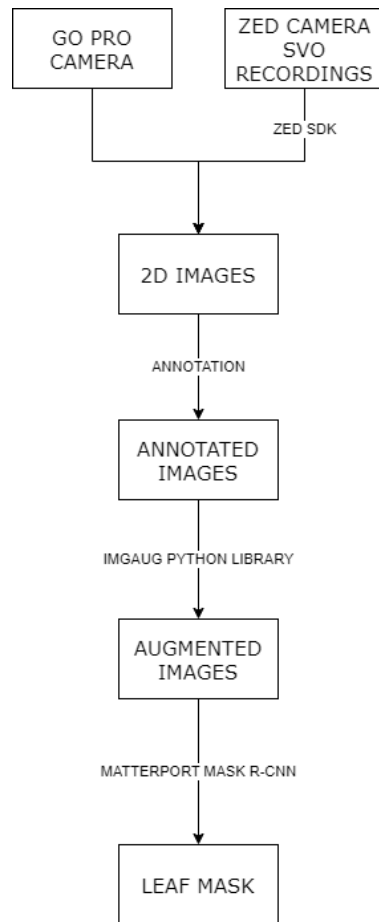 GO PRO
CAMERA
ZED CAMERA
SVO
RECORDINGS
ZED SDK
2D IMAGES
ANNOTATION
ANNOTATED
IMAGES
IMGAUG PYTHON LIBRARY
AUGMENTED
IMAGES
MATTERPORT MASK R-CNN
LEAF MASK